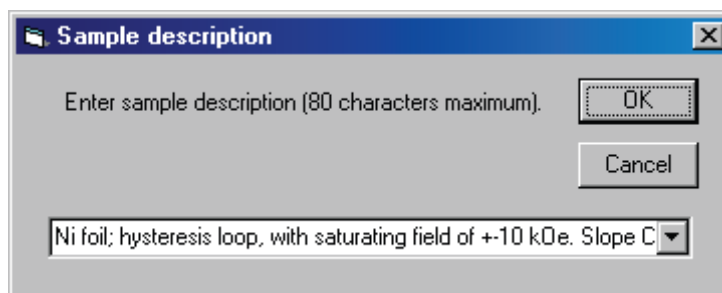 Sample description
Enter sample description (80 characters maximum).
OK
Cancel
Ni foil; hysteresis loop, with saturating field of +-10 kOe. Slope C